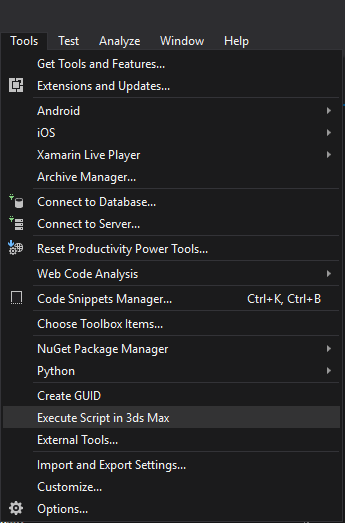 Tools Test Analyze Window Help
Get Tools and Features...
Extensions and Updates...
Android
iOS
Xamarin Live Player
Archive Manager...
Connect to Database...
Connect to Server...
Reset Productivity Power Tools...
Web Code Analysis
Code Snippets Manager... Ctrl+K, Ctrl+B
Choose Toolbox Items...
NuGet Package Manager
Python
Create GUID
Execute Script in 3ds Max
External Tools...
Import and Export Settings...
Customize...
Options...